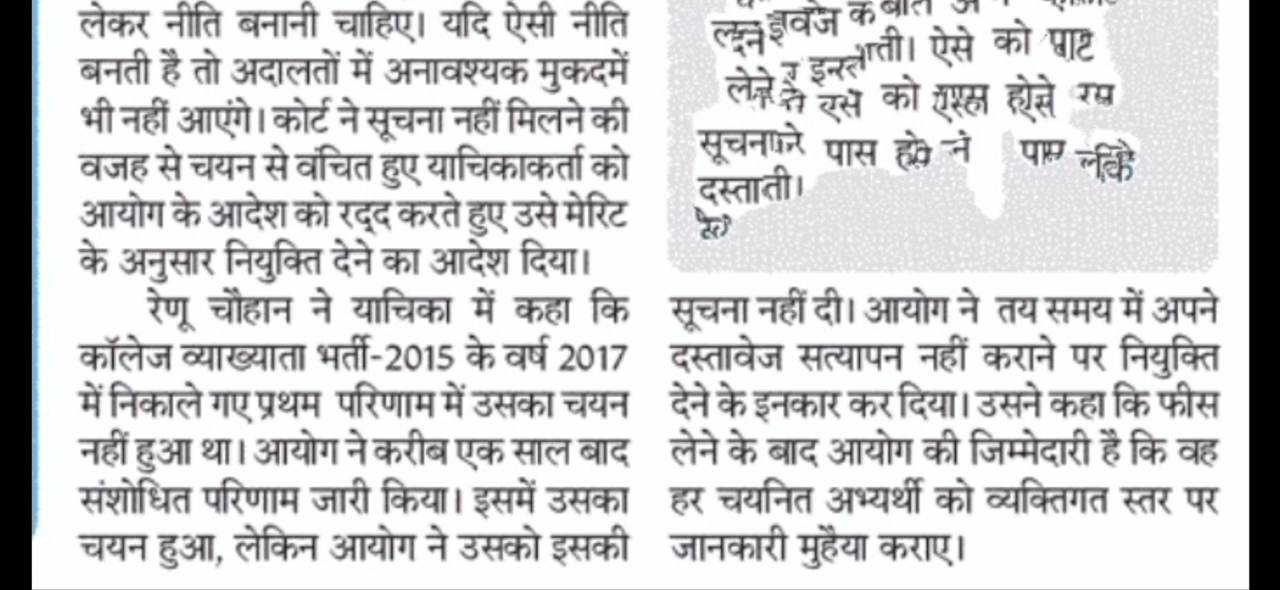 लेकर नीति बनानी चाहिए। यदि ऐसी नीति
बनती है तो अदालतों में अनावश्यक मुकदमें
भी नहीं आएंगे। कोर्ट ने सूचना नहीं मिलने की
वजह से चयन से वंचित हुए याचिकाकर्ता को
आयोग के आदेश को रद्द करते हुए उसे मेरिट
के अनुसार नियुक्ति देने का आदेश दिया।
रेणू चौहान ने याचिका में कहा कि
कॉलेज व्याख्याता भर्ती-2015 के वर्ष 2017
में निकाले गए प्रथम परिणाम में उसका चयन
नहीं हुआ था। आयोग ने करीब एक साल बाद
संशोधित परिणाम जारी किया। इसमें उसका
चयन हुआ, लेकिन आयोग ने उसको इसकी
ऐसे को
लेने को
पास
सूचना नहीं दी। आयोग ने तय समय में अपने
दस्तावेज सत्यापन नहीं कराने पर नियुक्ति
देने के इनकार कर दिया। उसने कहा कि फीस
लेने के बाद आयोग की जिम्मेदारी है कि वह
हर चयनित अभ्यर्थी को व्यक्तिगत स्तर पर
जानकारी मुहैया कराए।